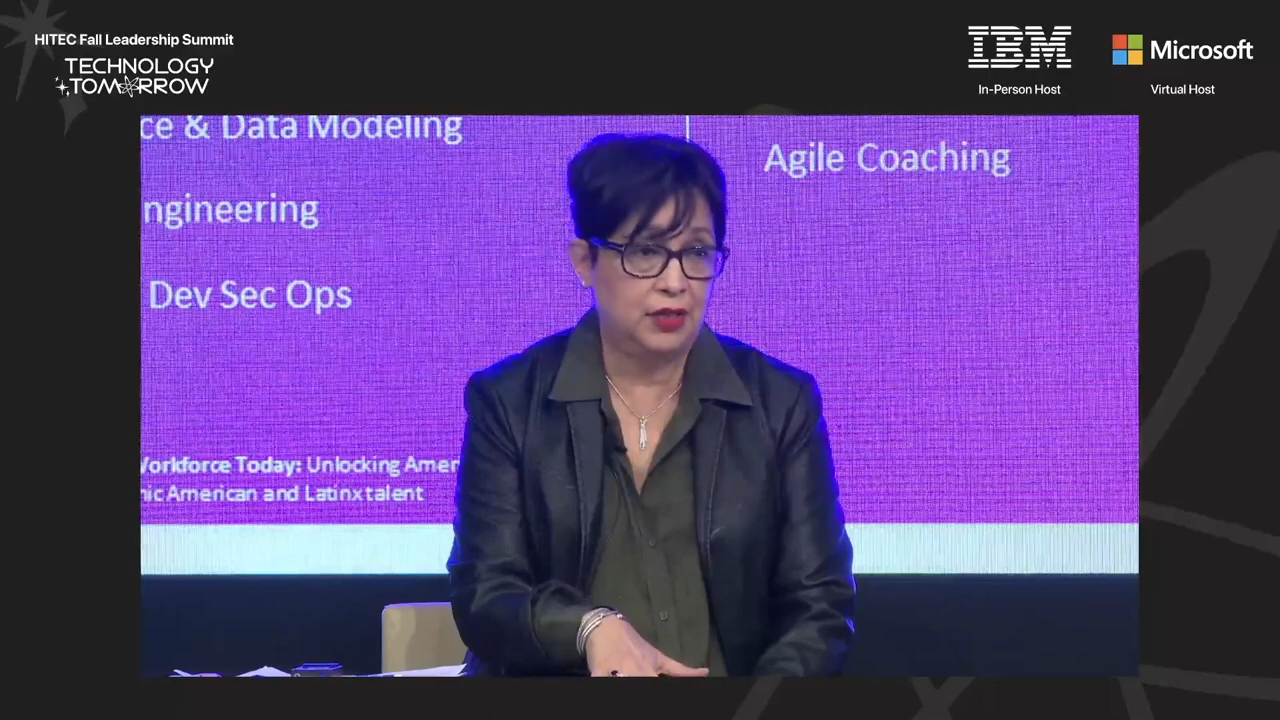 HITEC Fall Leadership Summit
TECHNOLOGY
TOMORROW
IBM
In-Person Host
Microsoft
Virtual Host
ce & Data Modeling
Agile Coaching
ngineering
Dev Sec Ops
Workforce Today: Unlocking Amer
nic American and Latinx talent